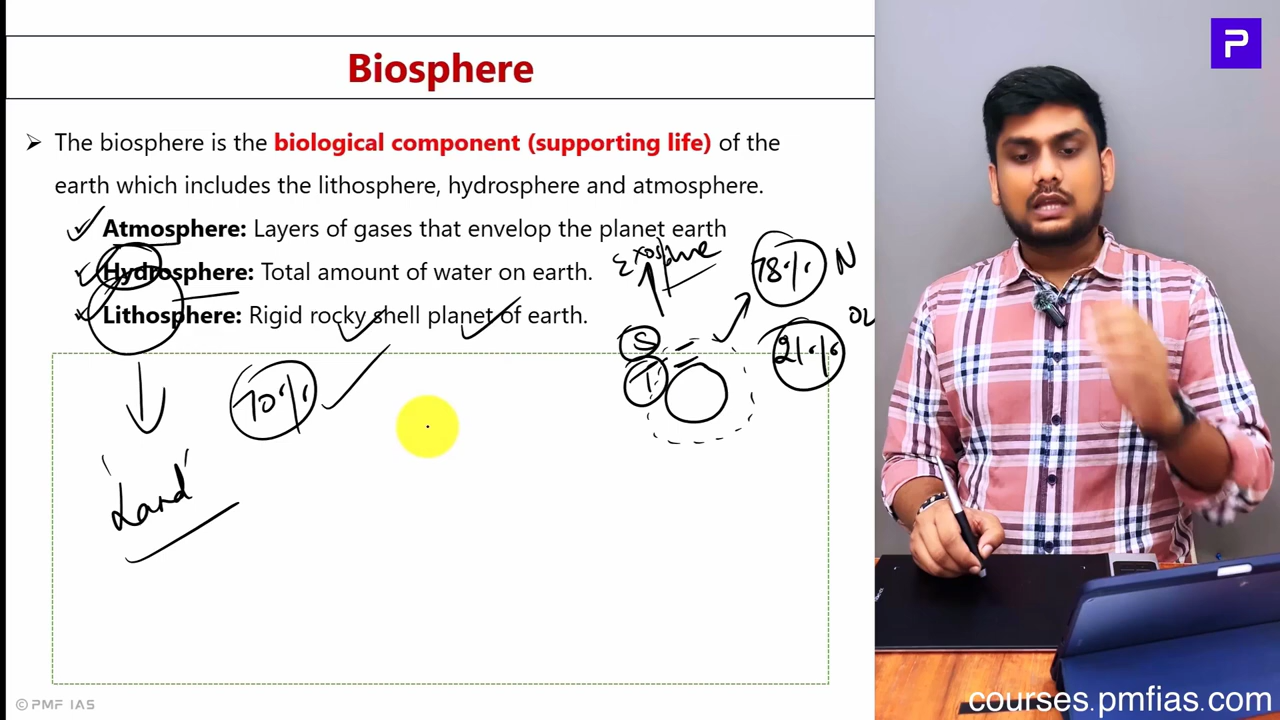 Biosphere
➢ The biosphere is the biological component (supporting life) of the
earth which includes the lithosphere, hydrosphere and atmosphere.
✓ Atmosphere: Layers of gases that envelop the planet earth
✓ Hydrosphere: Total amount of water on earth.
Lithosphere: Rigid rocky shell planet of earth.
Exosphere
78% N
S
T
O2
21%
70%
'Land'
P
© PMF IAS
courses.pmfias.com